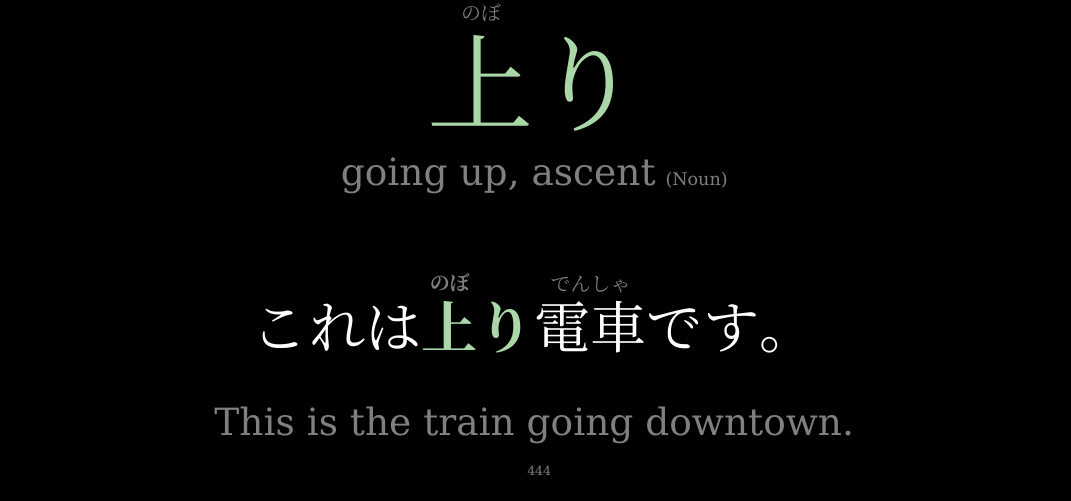 のぼ
上り
going up, ascent (Noun)
のぼ でんしゃ
これは上り電車です。
This is the train going downtown.
444